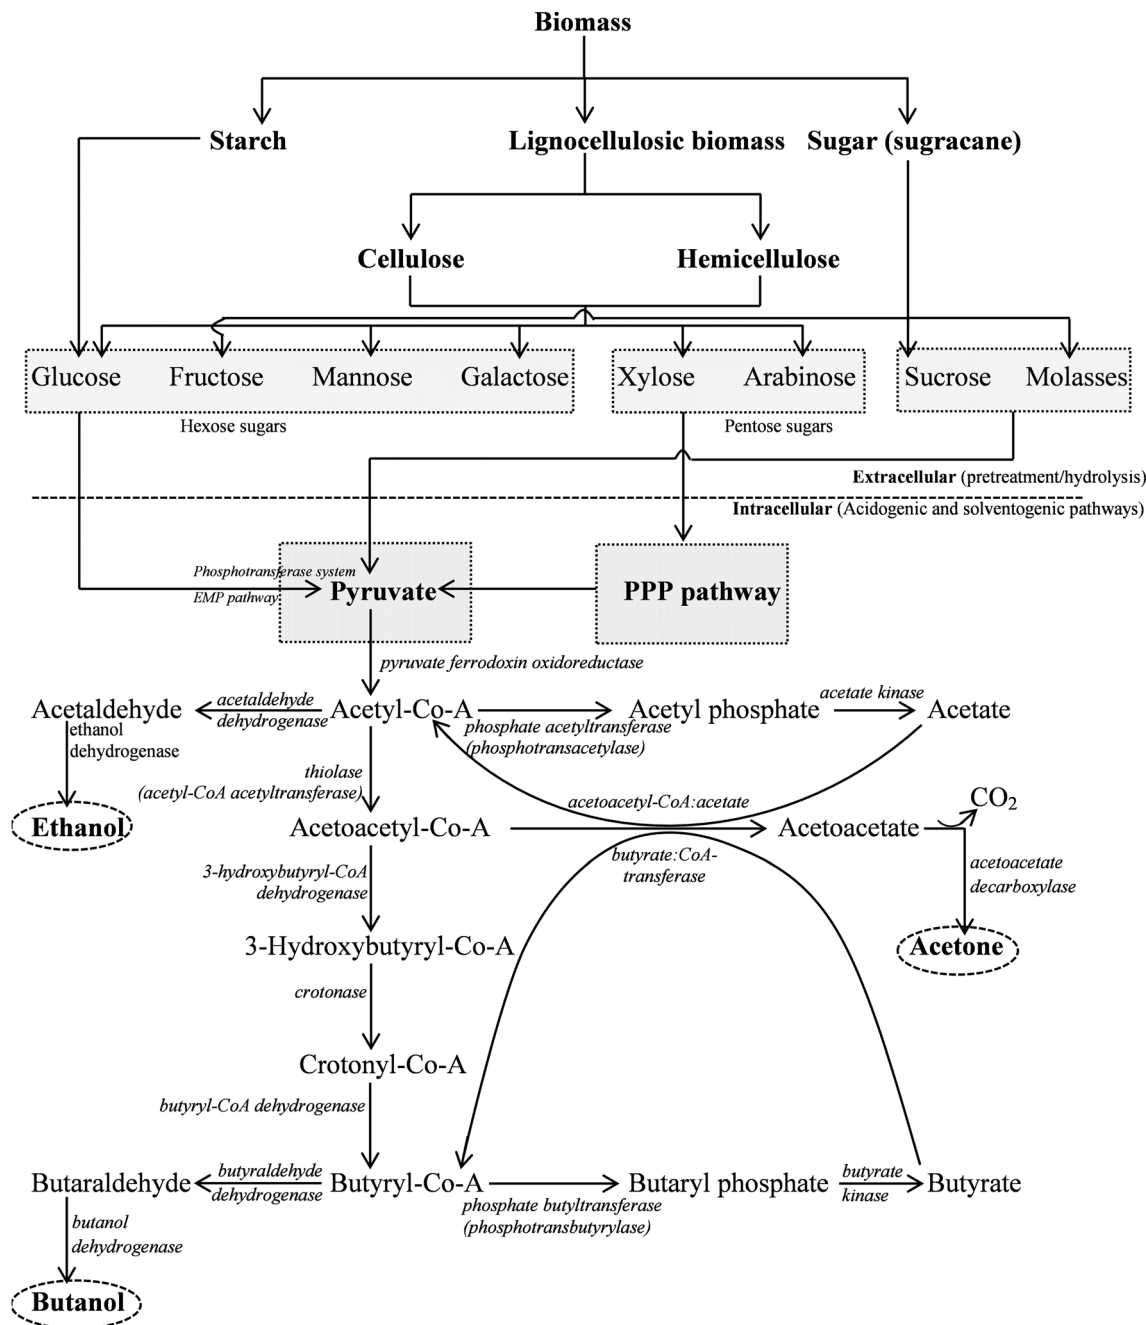 Biomass
Starch
Lignocellulosic biomass
Sugar (sugracane)
Cellulose
Hemicellulose
Glucose
Fructose
Mannose
Galactose
Xylose
Arabinose
Sucrose
Molasses
Hexose sugars
Pentose sugars
Extracellular (pretreatment/hydrolysis)
Intracellular (Acidogenic and solventogenic pathways)
Phosphotransferase system
EMP pathway
Pyruvate
PPP pathway
pyruvate ferrodoxin oxidoreductase
Acetaldehyde
acetaldehyde
dehydrogenase
Acetyl-Co-A
phosphate acetyltransferase
(phosphotransacetylase)
Acetyl phosphate
acetate kinase
Acetate
ethanol
dehydrogenase
thiolase
(acetyl-CoA acetyltransferase)
Ethanol
Acetoacetyl-Co-A
acetoacetyl-CoA:acetate
butyrate:CoA-
transferase
Acetoacetate
CO2
acetoacetate
decarboxylase
3-hydroxybutyryl-CoA
dehydrogenase
3-Hydroxybutyryl-Co-A
Acetone
crotonase
Crotonyl-Co-A
butyryl-CoA dehydrogenase
Butaraldehyde
butyraldehyde
dehydrogenase
Butyryl-Co-A
phosphate butyltransferase
(phosphotransbutyrylase)
Butaryl phosphate
butyrate
kinase
Butyrate
butanol
dehydrogenase
Butanol